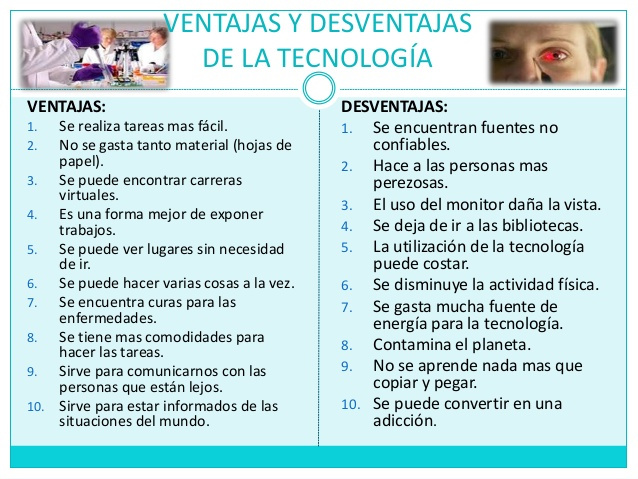 VENTAJAS Y DESVENTAJAS
DE LA TECNOLOGÍA
VENTAJAS:
1. Se realiza tareas mas fácil.
2. No se gasta tanto material (hojas de
papel).
3. Se puede encontrar carreras
virtuales.
4. Es una forma mejor de exponer
trabajos.
5. Se puede ver lugares sin necesidad
de ir.
6. Se puede hacer varias cosas a la vez.
7. Se encuentra curas para las
enfermedades.
8. Se tiene mas comodidades para
hacer las tareas.
9. Sirve para comunicarnos con las
personas que están lejos.
10. Sirve para estar informados de las
situaciones del mundo.
DESVENTAJAS:
1. Se encuentran fuentes no
confiables.
2. Hace a las personas mas
perezosas.
3. El uso del monitor daña la vista.
4. Se deja de ir a las bibliotecas.
5. La utilización de la tecnología
puede costar.
6. Se disminuye la actividad física.
7. Se gasta mucha fuente de
energía para la tecnología.
8. Contamina el planeta.
9. No se aprende nada mas que
copiar y pegar.
10. Se puede convertir en una
adicción.